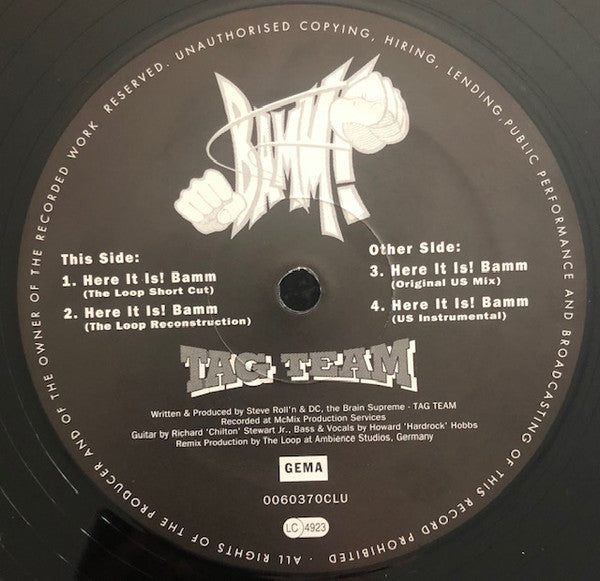 ALL RIGHTS OF THE PRODUCER AND OF THE OWNER OF THE RECORDED WORK RESERVED. UNAUTHORISED COPYING, HIRING, LENDING, PUBLIC PERFORMANCE AND BROADCASTING OF THIS RECORD PROHIBITED ·
BAMM!
This Side:
1. Here It Is! Bamm
(The Loop Short Cut)
2. Here It Is! Bamm
(The Loop Reconstruction)
Other SIde:
3. Here It Is! Bamm
(Original US Mix)
4. Here It Is! Bamm
(US Instrumental)
TAG TEAM
Written & Produced by Steve Roll'n & DC, the Brain Supreme - TAG TEAM
Recorded at McMix Production Services
Guitar by Richard 'Chilton' Stewart Jr., Bass & Vocals by Howard 'Hardrock' Hobbs
Remix Production by The Loop at Ambience Studios, Germany
GEMA
0060370CLU
LC 4923